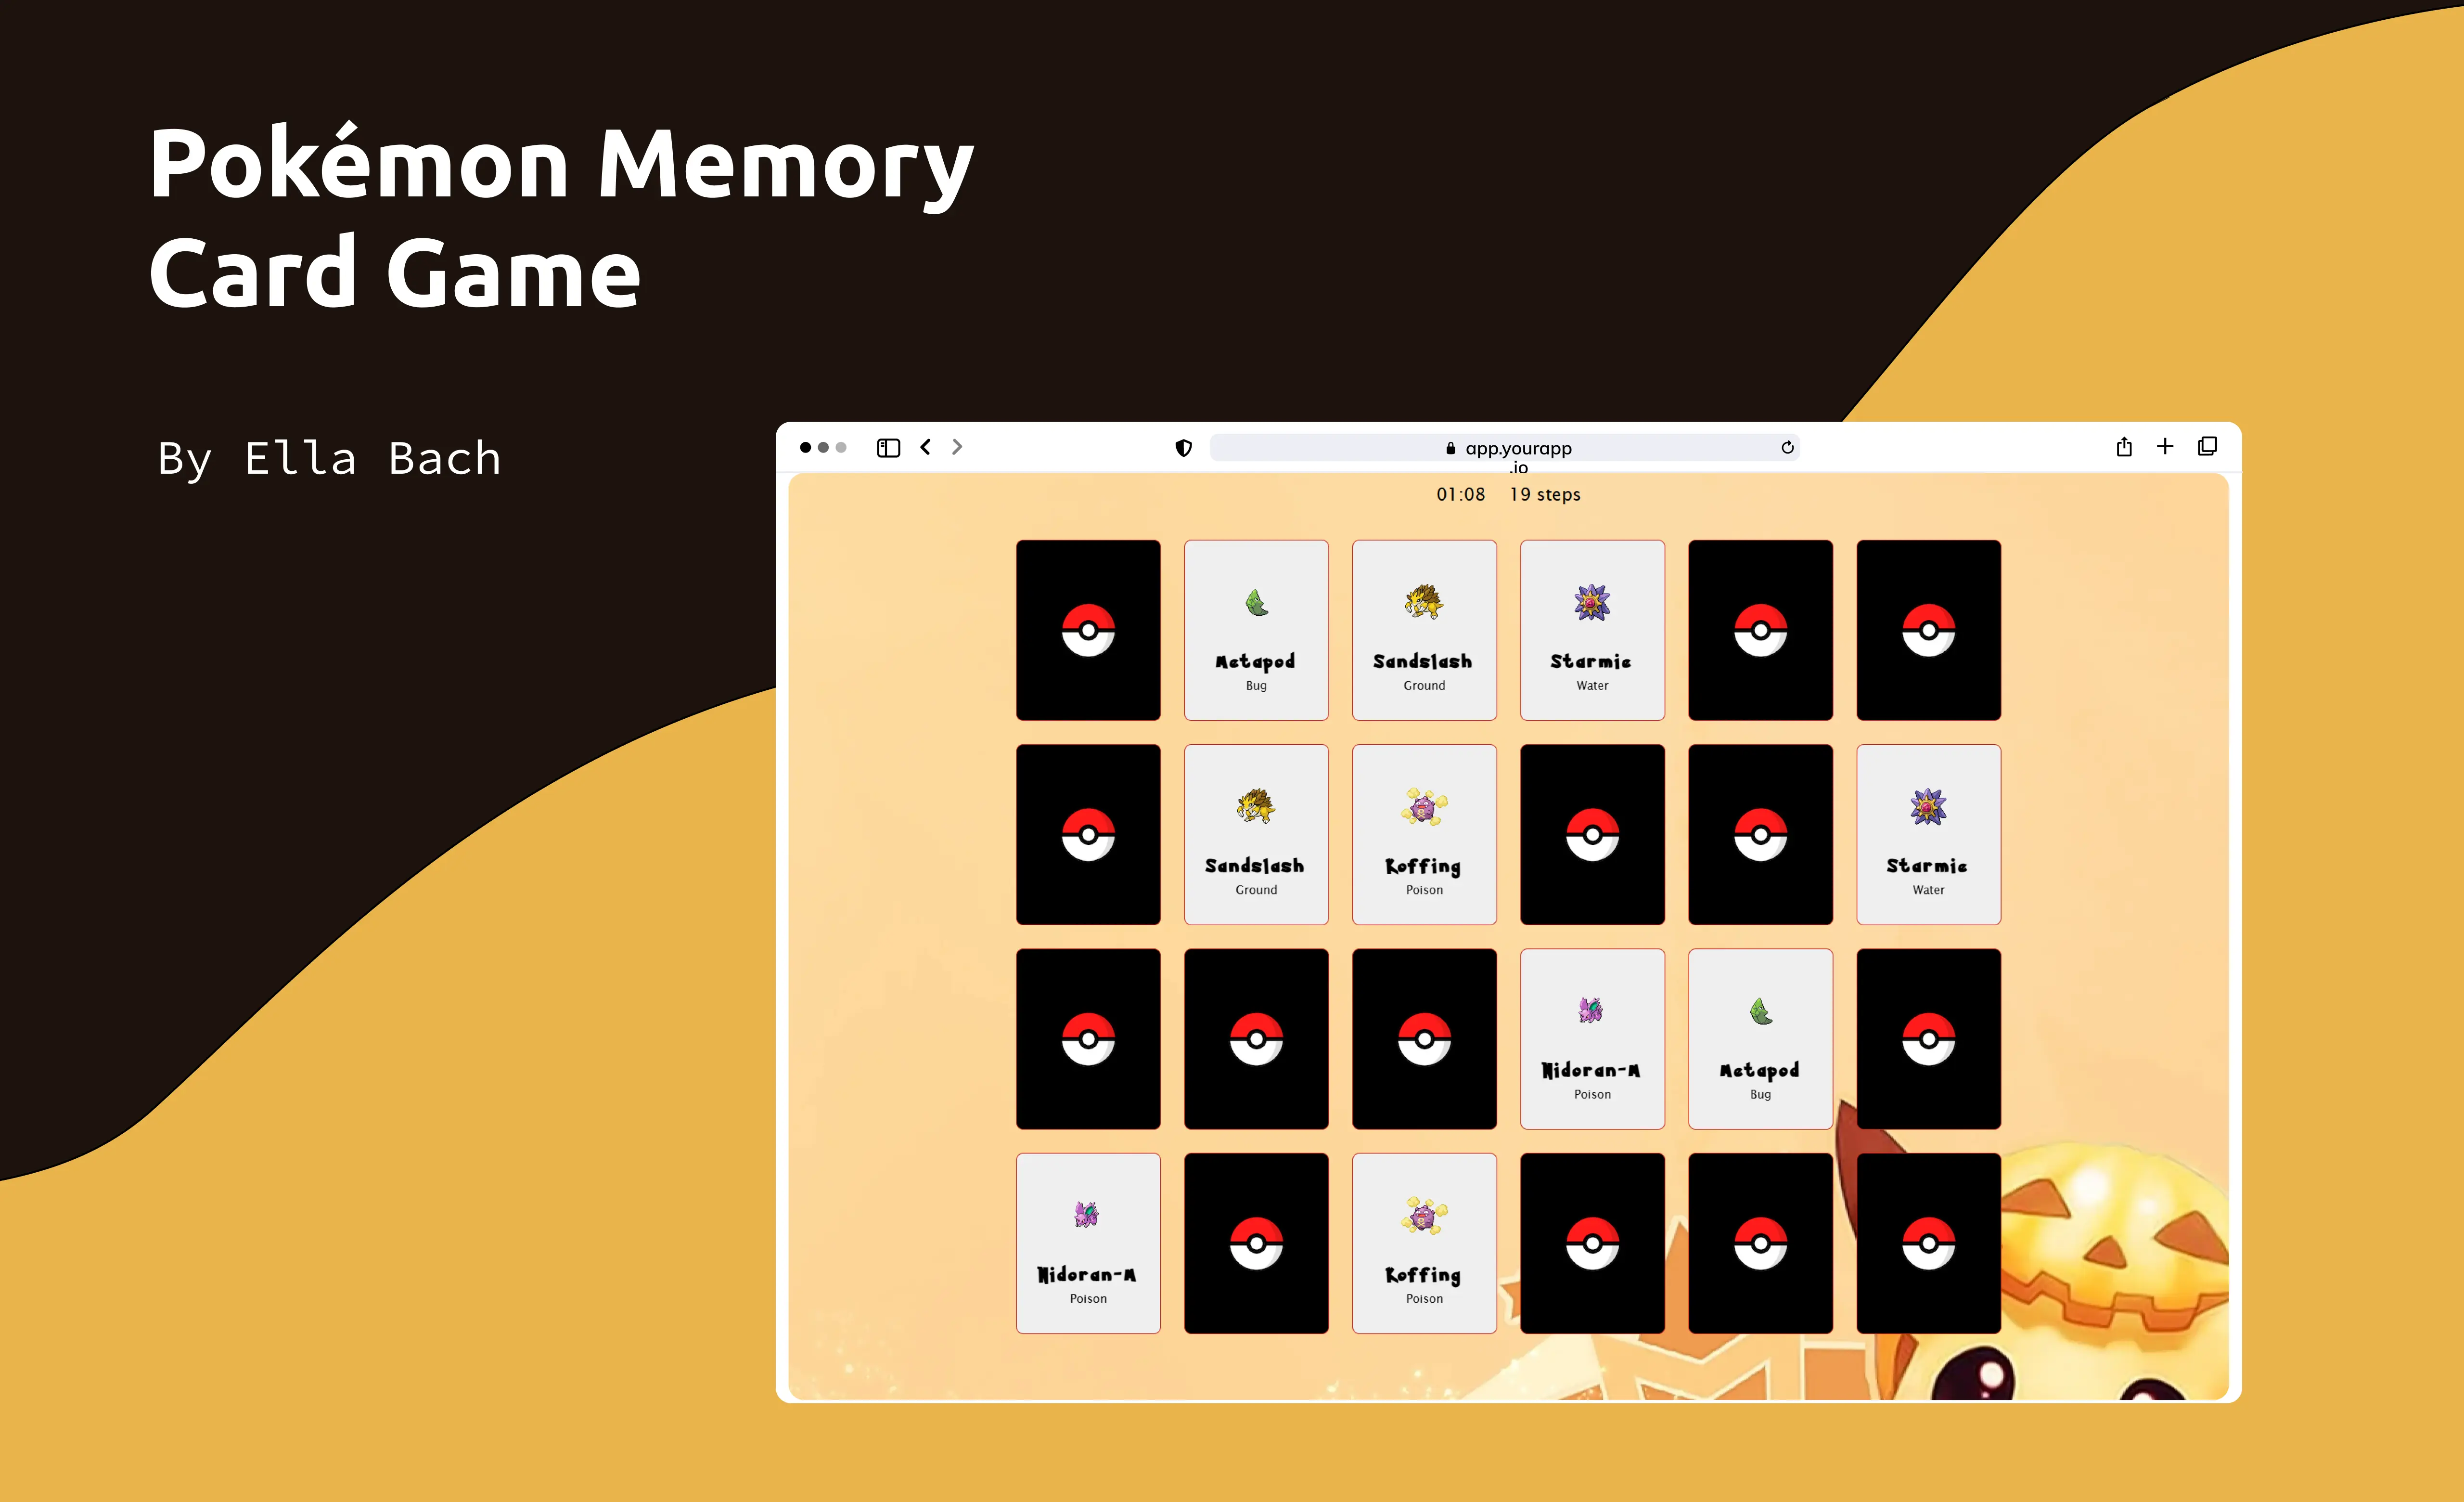 Pokémon Memory
Card Game
By Ella Bach
app.yourapp
.io
01:08 19 steps
Metapod
Bug
Sandslash
Ground
Starmie
Water
Sandslash
Ground
Koffing
Poison
Starmie
Water
Nidoran-M
Poison
Metapod
Bug
Nidoran-M
Poison
Koffing
Poison